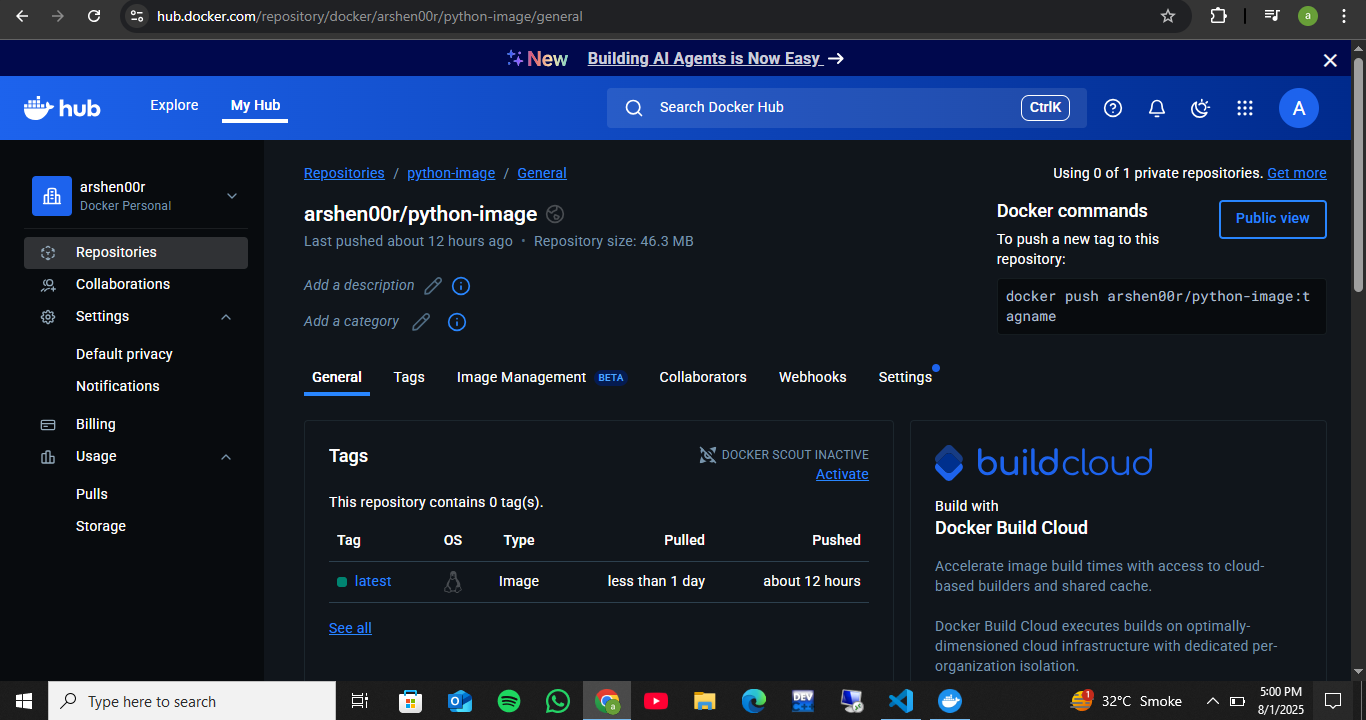 hub.docker.com/repository/docker/arshen00r/python-image/general
a
New Building AI Agents is Now Easy →
hub
Explore
My Hub
Search Docker Hub
CtrlK
A
arshen00r
Docker Personal
Repositories
Collaborations
Settings
Default privacy
Notifications
Billing
Usage
Pulls
Storage
Repositories / python-image / General
Using 0 of 1 private repositories. Get more
arshen00r/python-image
Last pushed about 12 hours ago • Repository size: 46.3 MB
Add a description
Add a category
Docker commands
Public view
To push a new tag to this
repository:
docker push arshen00r/python-image:t
agname
General
Tags
Image Management BETA
Collaborators
Webhooks
Settings
Tags
DOCKER SCOUT INACTIVE
Activate
This repository contains 0 tag(s).
Tag OS Type Pulled Pushed
latest Image less than 1 day about 12 hours
See all
buildcloud
Build with
Docker Build Cloud
Accelerate image build times with access to cloud-
based builders and shared cache.
Docker Build Cloud executes builds on optimally-
dimensioned cloud infrastructure with dedicated per-
organization isolation.
Type here to search
a
DEV
1
32°C Smoke
5:00 PM
8/1/2025